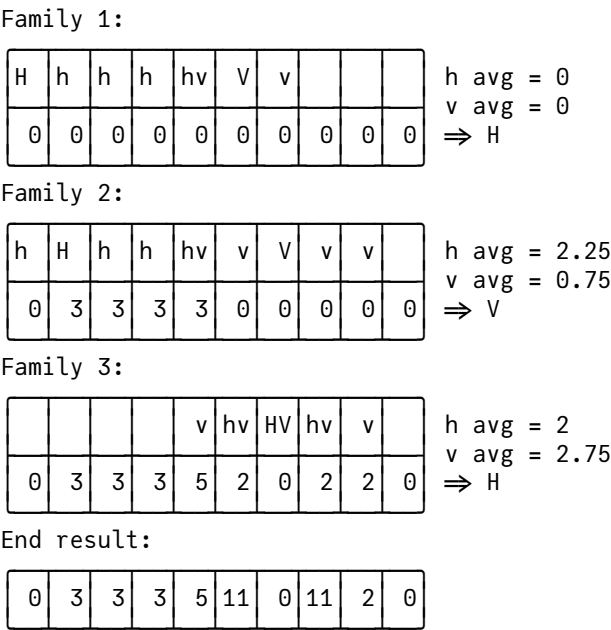 Family 1:
H h h h hv V v
h avg = 0
v avg = 0
0 0 0 0 0 0 0 0 0 0
⇒ H
Family 2:
h H h h hv v V v v
h avg = 2.25
v avg = 0.75
0 3 3 3 3 0 0 0 0 0
⇒ V
Family 3:
v hv HV hv v
h avg = 2
v avg = 2.75
0 3 3 3 5 2 0 2 2 0
⇒ H
End result:
0 3 3 3 5 11 0 11 2 0